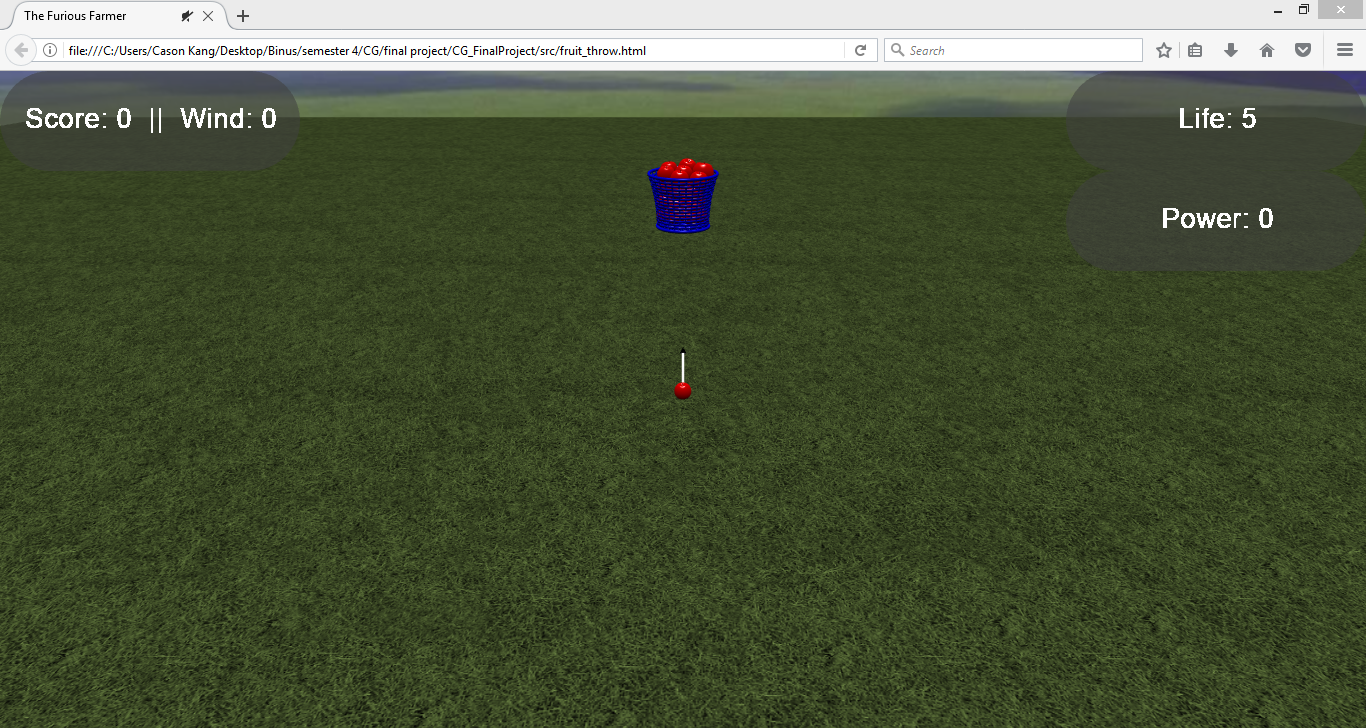 The Furious Farmer
file:///C:/Users/Cason Kang/Desktop/Binus/semester 4/CG/final project/CG_FinalProject/src/fruit_throw.html
Search
Score: 0 || Wind: 0
Life: 5
Power: 0